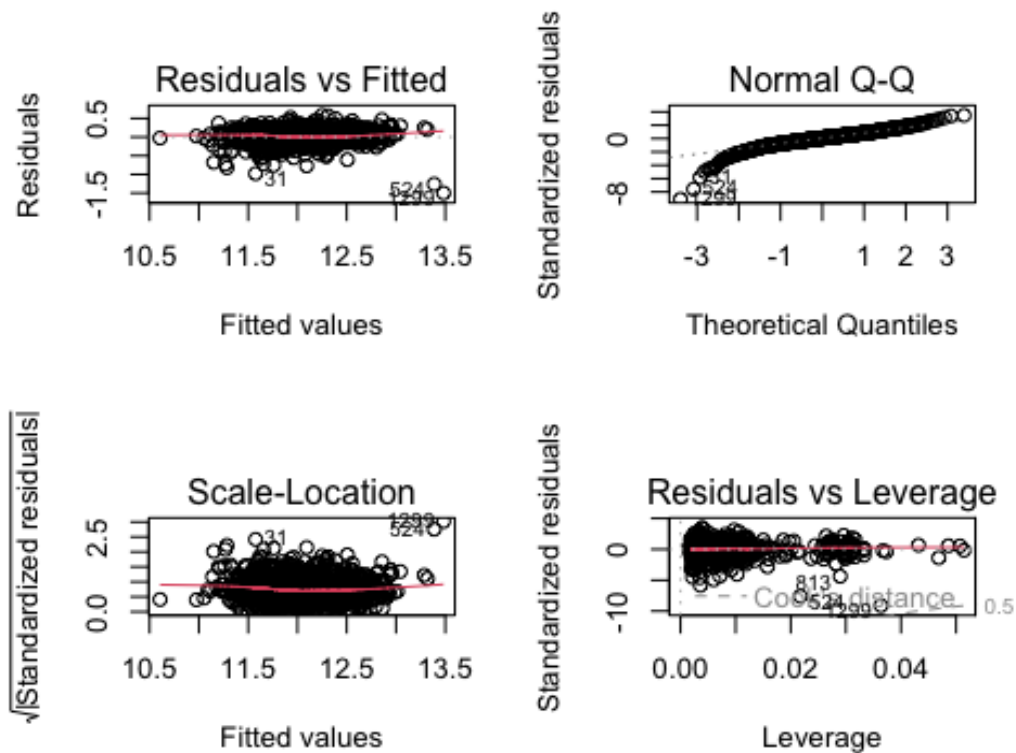 Residuals vs Fitted
Residuals
0.5
-1.5
31
524
1299
10.5 11.5 12.5 13.5
Fitted values
Normal Q-Q
Standardized residuals
0
-8
524
1299
-3 -1 1 2 3
Theoretical Quantiles
Scale-Location
√|Standardized residuals|
2.5
0.0
31
1299
524
10.5 11.5 12.5 13.5
Fitted values
Residuals vs Leverage
Standardized residuals
0
-10
813
524
1299
Cook's distance
0.5
0.00 0.02 0.04
Leverage